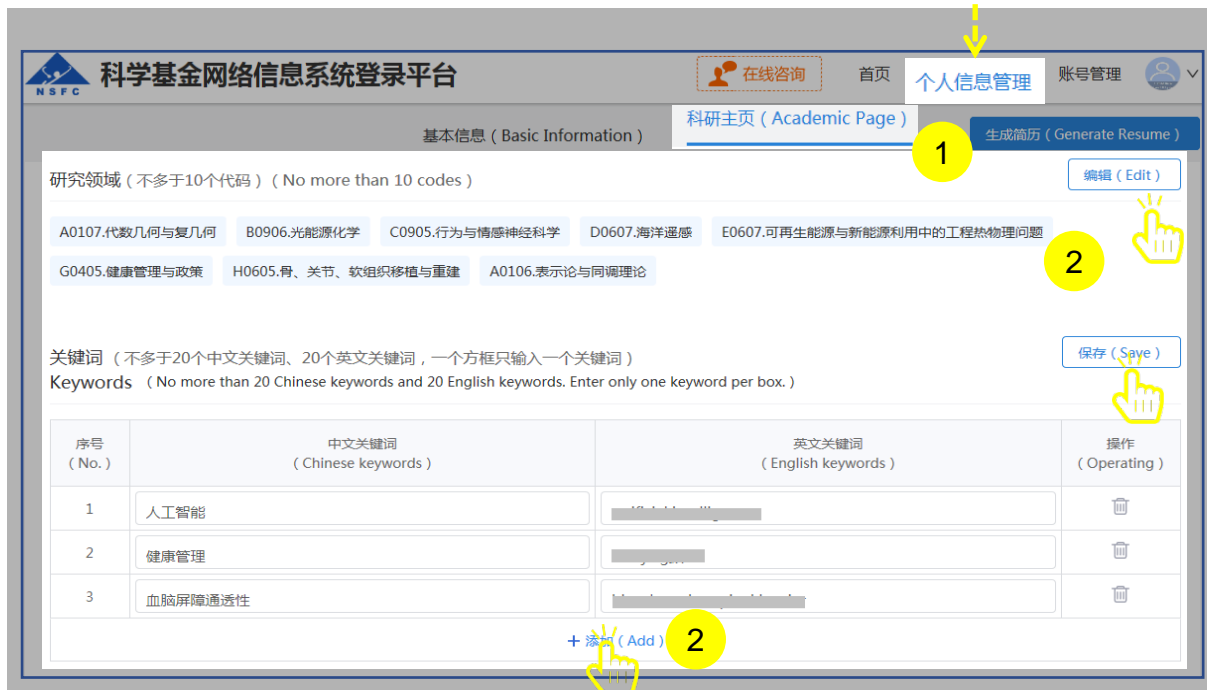 NSFC
科学基金网络信息系统登录平台
在线咨询
首页
个人信息管理
账号管理
基本信息（Basic Information）
科研主页（Academic Page）
1
生成简历（Generate Resume）
研究领域（不多于10个代码）（No more than 10 codes）
编辑（Edit）
A0107.代数几何与复几何 B0906.光能源化学 C0905.行为与情感神经科学 D0607.海洋遥感 E0607.可再生能源与新能源利用中的工程热物理问题
2
G0405.健康管理与政策 H0605.骨、关节、软组织移植与重建 A0106.表示论与同调理论
关键词（不多于20个中文关键词、20个英文关键词，一个方框只输入一个关键词）
保存（Save）
Keywords （No more than 20 Chinese keywords and 20 English keywords. Enter only one keyword per box.）
序号 中文关键词 英文关键词 操作
（No.） （Chinese keywords） （English keywords） （Operating）
1 人工智能
2 健康管理
3 血脑屏障通透性
+ 添加（Add） 2